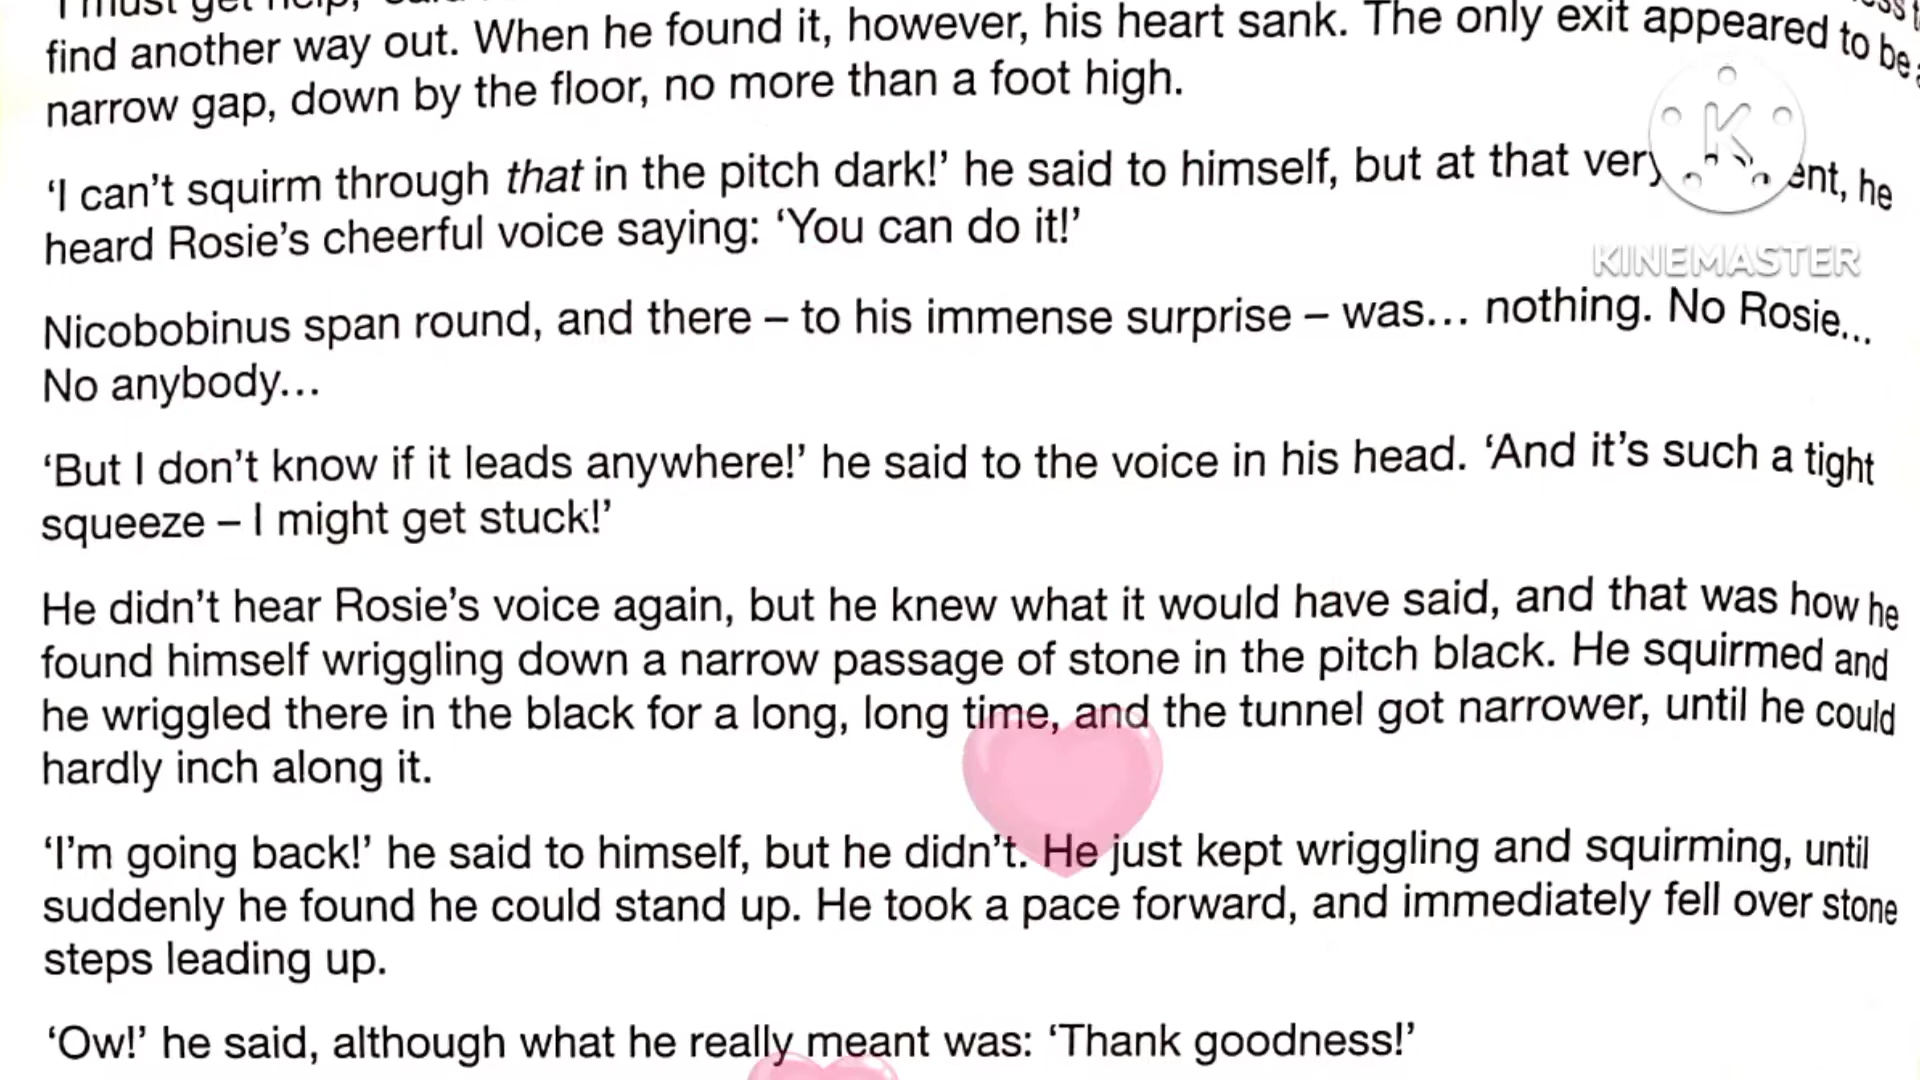 find another way out. When he found it, however, his heart sank. The only exit appeared to be
narrow gap, down by the floor, no more than a foot high.
‘I can’t squirm through that in the pitch dark!’ he said to himself, but at that very he
heard Rosie’s cheerful voice saying: ‘You can do it!’
KINEMASTER
Nicobobinus span round, and there – to his immense surprise – was… nothing. No Rosie…
No anybody…
‘But I don’t know if it leads anywhere!’ he said to the voice in his head. ‘And it’s such a tight
squeeze – I might get stuck!’
He didn’t hear Rosie’s voice again, but he knew what it would have said, and that was how he
found himself wriggling down a narrow passage of stone in the pitch black. He squirmed and
he wriggled there in the black for a long, long time, and the tunnel got narrower, until he could
hardly inch along it.
‘I’m going back!’ he said to himself, but he didn’t. He just kept wriggling and squirming, until
suddenly he found he could stand up. He took a pace forward, and immediately fell over stone
steps leading up.
‘Ow!’ he said, although what he really meant was: ‘Thank goodness!’